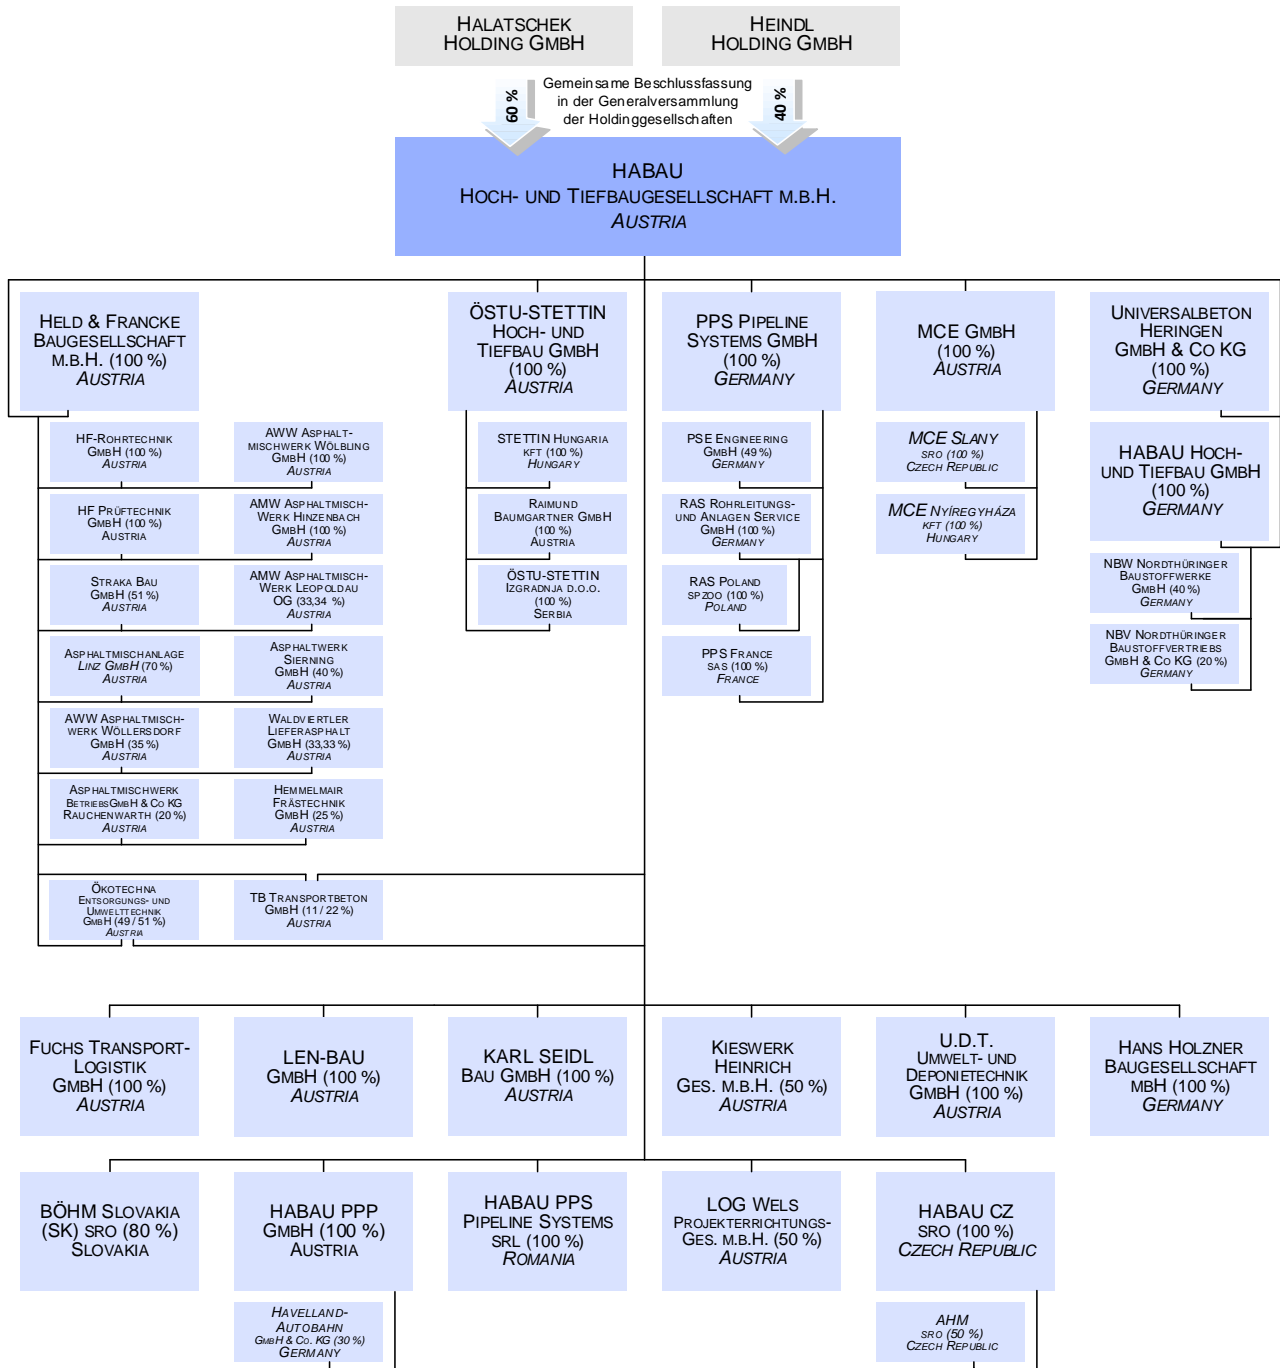 HALATSCHEK
HOLDING GMBH
HEINDL
HOLDING GMBH
60 %
Gemeinsame Beschlussfassung
in der Generalversammlung
der Holdinggesellschaften
40 %
HABAU
HOCH- UND TIEFBAUGESELLSCHAFT M.B.H.
AUSTRIA
HELD & FRANCKE
BAUGESELLSCHAFT
M.B.H. (100 %)
AUSTRIA
ÖSTU-STETTIN
HOCH- UND
TIEFBAU GMBH
(100 %)
AUSTRIA
PPS PIPELINE
SYSTEMS GMBH
(100 %)
GERMANY
MCE GMBH
(100 %)
AUSTRIA
UNIVERSALBETON
HERINGEN
GMBH & CO KG
(100 %)
GERMANY
HF-ROHRTECHNIK
GMBH (100 %)
AUSTRIA
AWW ASPHALT-
MISCHWERK WÖLBLING
GMBH (100 %)
AUSTRIA
STETTIN HUNGARIA
KFT (100 %)
HUNGARY
PSE ENGINEERING
GMBH (49 %)
GERMANY
MCE SLANY
SRO (100 %)
CZECH REPUBLIC
HABAU HOCH-
UND TIEFBAU GMBH
(100 %)
GERMANY
HF PRÜFTECHNIK
GMBH (100 %)
AUSTRIA
AMW ASPHALTMISCH-
WERK HINZENBACH
GMBH (100 %)
AUSTRIA
RAIMUND
BAUMGARTNER GMBH
(100 %)
AUSTRIA
RAS ROHRLEITUNGS-
UND ANLAGEN SERVICE
GMBH (100 %)
GERMANY
MCE NYÍREGYHÁZA
KFT (100 %)
HUNGARY
STRAKA BAU
GMBH (51 %)
AUSTRIA
AMW ASPHALTMISCH-
WERK LEOPOLDAU
OG (33,34 %)
AUSTRIA
ÖSTU-STETTIN
IZGRADNJA D.O.O.
(100 %)
SERBIA
RAS POLAND
SPZOO (100 %)
POLAND
NBW NORDTHÜRINGER
BAUSTOFFWERKE
GMBH (40 %)
GERMANY
ASPHALTMISCHANLAGE
LINZ GMBH (70 %)
AUSTRIA
ASPHALTWERK
SIERNING
GMBH (40 %)
AUSTRIA
PPS FRANCE
SAS (100 %)
FRANCE
NBV NORDTHÜRINGER
BAUSTOFFVERTRIEBS
GMBH & CO KG (20 %)
GERMANY
AWW ASPHALTMISCH-
WERK WÖLLERSDORF
GMBH (35 %)
AUSTRIA
WALDVIERTLER
LIEFERASPHALT
GMBH (33,33 %)
AUSTRIA
ASPHALTMISCHWERK
BETRIEBSGMBH & CO KG
RAUCHENWARTH (20 %)
AUSTRIA
HEMMELMAIR
FRÄSTECHNIK
GMBH (25 %)
AUSTRIA
ÖKOTECHNA
ENTSORGUNGS- UND
UMWELTTECHNIK
GMBH (49 / 51 %)
AUSTRIA
TB TRANSPORTBETON
GMBH (11 / 22 %)
AUSTRIA
FUCHS TRANSPORT-
LOGISTIK
GMBH (100 %)
AUSTRIA
LEN-BAU
GMBH (100 %)
AUSTRIA
KARL SEIDL
BAU GMBH (100 %)
AUSTRIA
KIESWERK
HEINRICH
GES. M.B.H. (50 %)
AUSTRIA
U.D.T.
UMWELT- UND
DEPONIETECHNIK
GMBH (100 %)
AUSTRIA
HANS HOLZNER
BAUGESELLSCHAFT
MBH (100 %)
GERMANY
BÖHM SLOVAKIA
(SK) SRO (80 %)
SLOVAKIA
HABAU PPP
GMBH (100 %)
AUSTRIA
HABAU PPS
PIPELINE SYSTEMS
SRL (100 %)
ROMANIA
LOG WELS
PROJEKTERRICHTUNGS-
GES. M.B.H. (50 %)
AUSTRIA
HABAU CZ
SRO (100 %)
CZECH REPUBLIC
HAVELLAND-
AUTOBAHN
GMBH & CO. KG (30 %)
GERMANY
AHM
SRO (50 %)
CZECH REPUBLIC